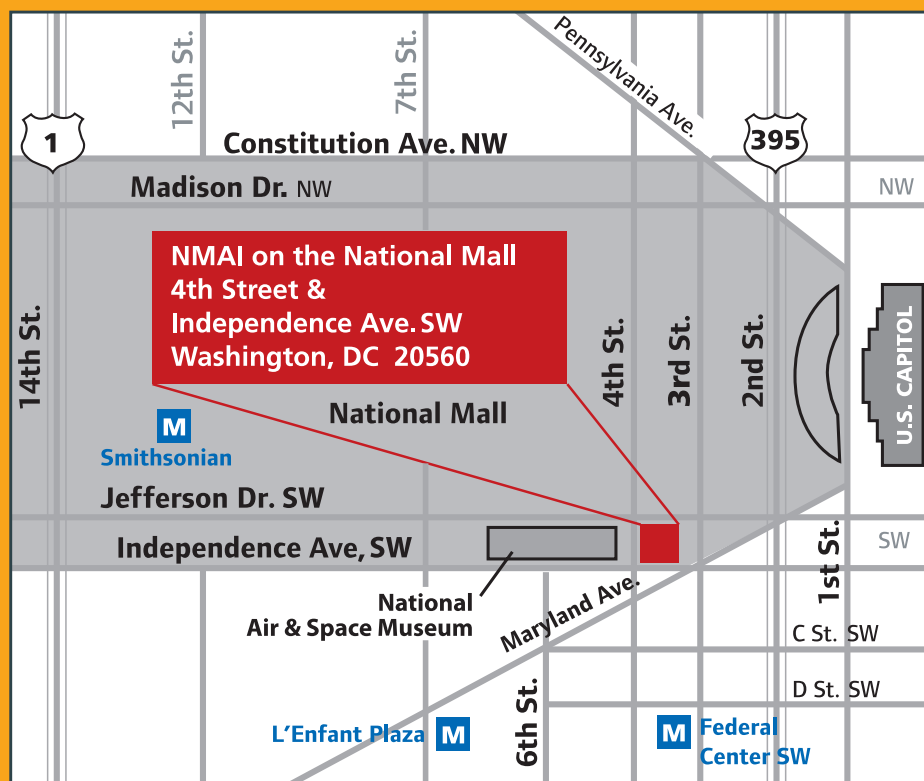 12th St.
7th St.
Pennsylvania Ave.
1
395
Constitution Ave. NW
Madison Dr. NW
NW
NMAI on the National Mall
4th Street &
Independence Ave. SW
Washington, DC 20560
14th St.
4th St.
3rd St.
2nd St.
U.S. CAPITOL
National Mall
M
Smithsonian
Jefferson Dr. SW
Independence Ave, SW
SW
1st St.
National
Air & Space Museum
Maryland Ave.
C St. SW
D St. SW
6th St.
L'Enfant Plaza
M
M
Federal
Center SW